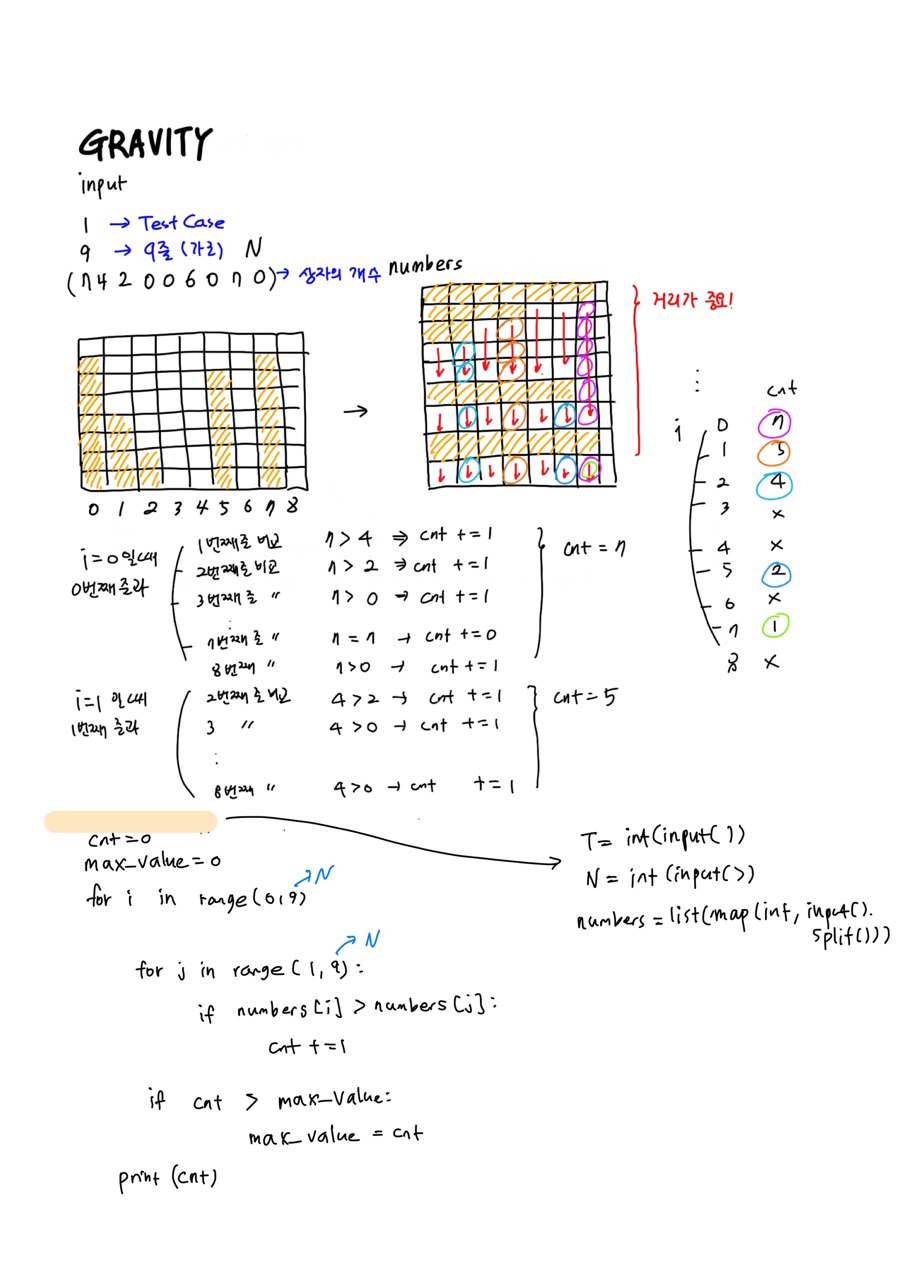 GRAVITY
input
1 → Test Case
9 → 9줄 (가로) N
(7 4 2 0 0 6 0 7 0) → 상자의 개수 numbers
거리가 중요!
0 1 2 3 4 5 6 7 8
→
⋮ cnt
i 0 7
1 5
2 4
3 x
4 x
5 2
6 x
7 1
8 x
i=0일때
0번째줄과
1번째줄 비교 7 > 4 ⇒ cnt += 1
2번째줄 비교 7 > 2 ⇒ cnt += 1
3번째줄 〃 7 > 0 → cnt += 1
⋮
7번째줄 〃 7 = 7 → cnt += 0
8번째 〃 7 > 0 → cnt += 1
cnt = 7
i=1 일때
1번째 줄과
2번째 줄 비교 4 > 2 → cnt += 1
3 〃 4 > 0 → cnt += 1
⋮
8번째 〃 4 > 0 → cnt += 1
cnt = 5
cnt = 0
max_value = 0
for i in range(0,9) → N
for j in range(1,9): → N
if numbers[i] > numbers[j]:
cnt += 1
if cnt > max_value:
max_value = cnt
print (cnt)
T = int(input())
N = int(input())
numbers = list(map(int, input().
split()))